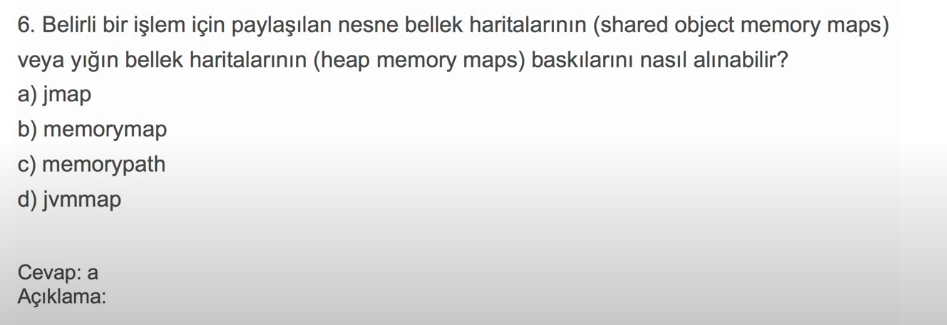 6. Belirli bir işlem için paylaşılan nesne bellek haritalarının (shared object memory maps)
veya yığın bellek haritalarının (heap memory maps) baskılarını nasıl alınabilir?
a) jmap
b) memorymap
c) memorypath
d) jvmmap
Cevap: a
Açıklama: